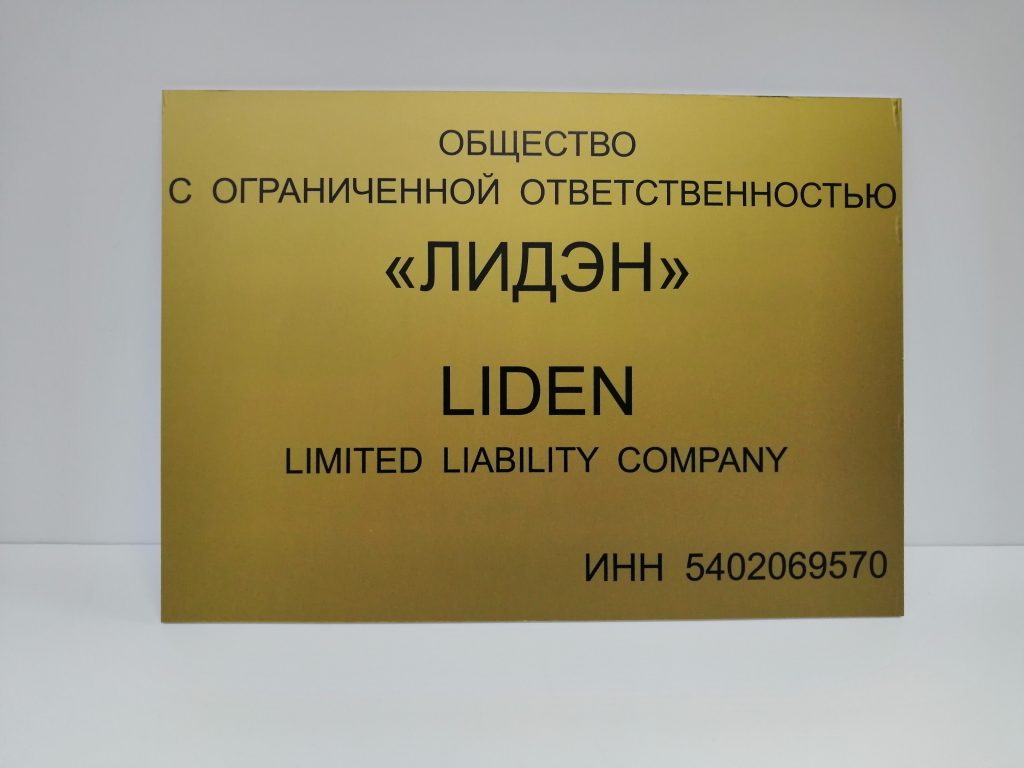 ОБЩЕСТВО
С ОГРАНИЧЕННОЙ ОТВЕТСТВЕННОСТЬЮ
«ЛИДЭН»
LIDEN
LIMITED LIABILITY COMPANY
ИНН 5402069570